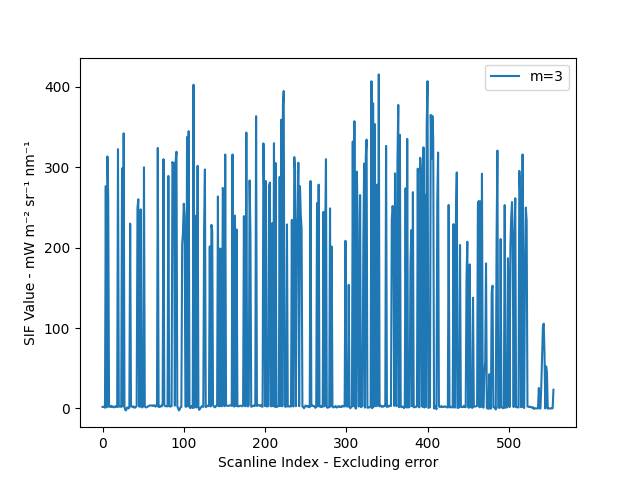 m=3
400
300
200
100
0
SIF Value - mW m⁻² sr⁻¹ nm⁻¹
0 100 200 300 400 500
Scanline Index - Excluding error